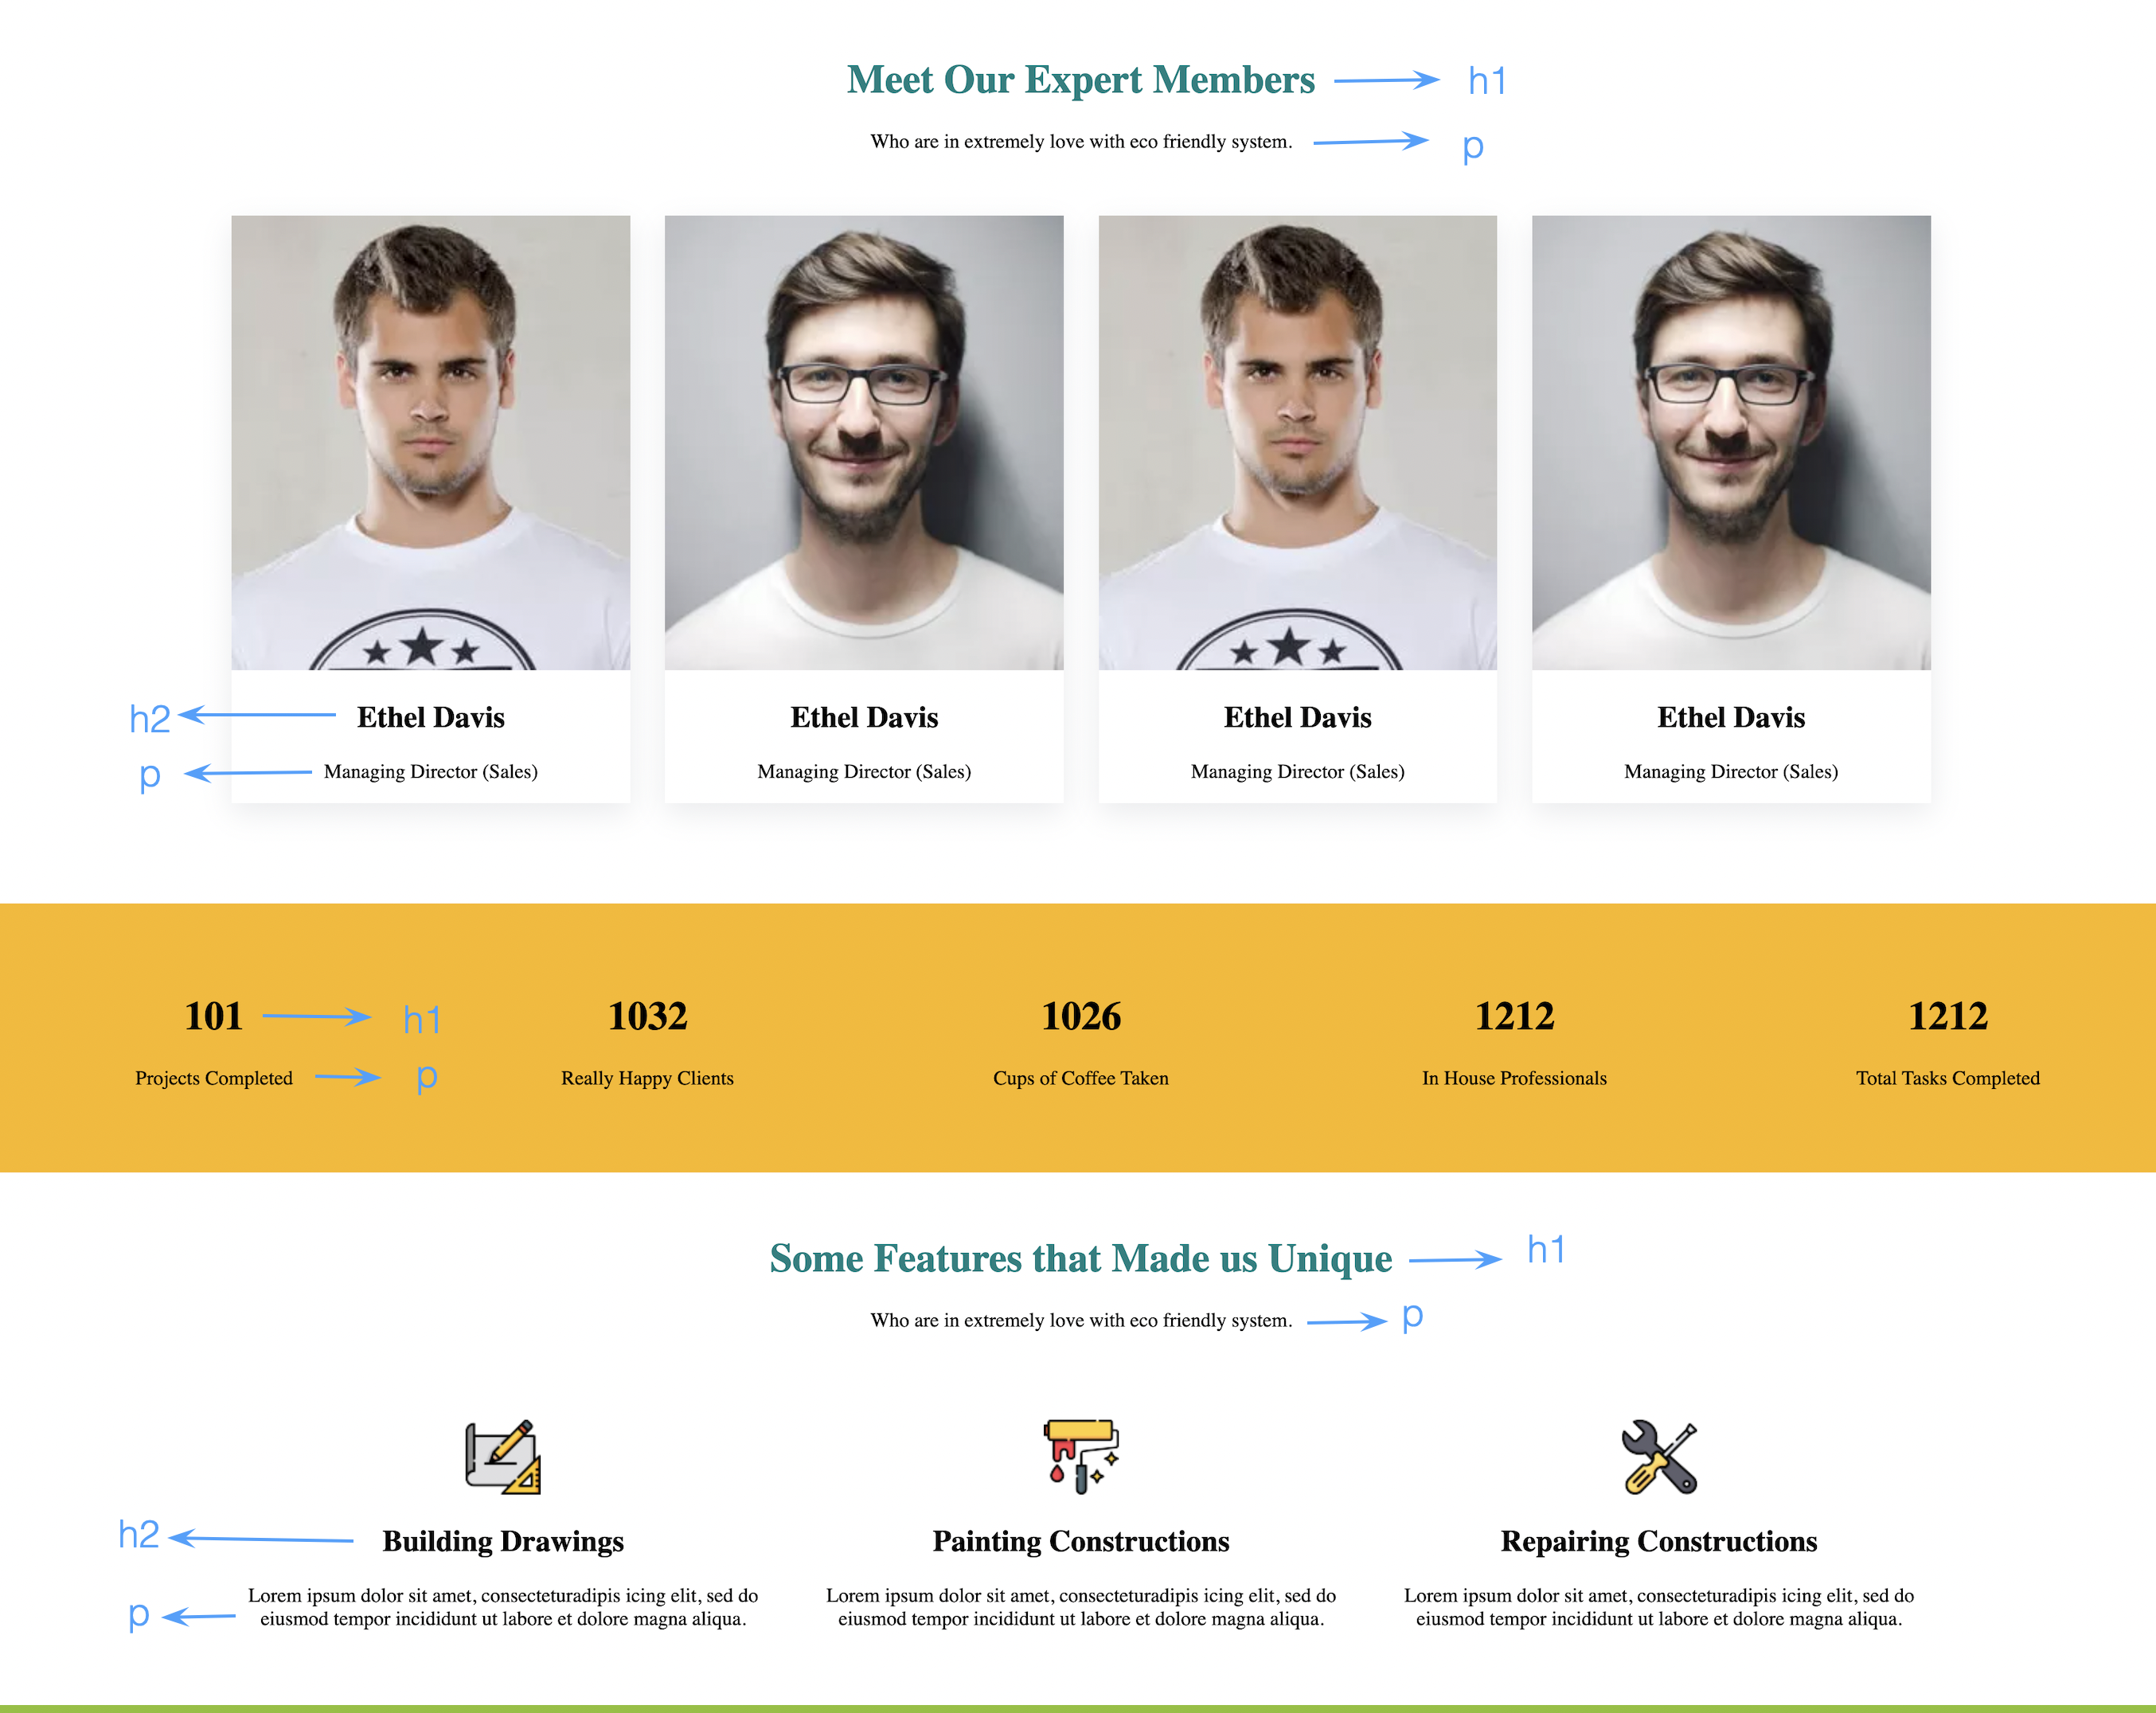 Meet Our Expert Members h1
Who are in extremely love with eco friendly system. p
h2 Ethel Davis Ethel Davis Ethel Davis Ethel Davis
p Managing Director (Sales) Managing Director (Sales) Managing Director (Sales) Managing Director (Sales)
101 h1 1032 1026 1212 1212
Projects Completed p Really Happy Clients Cups of Coffee Taken In House Professionals Total Tasks Completed
Some Features that Made us Unique h1
Who are in extremely love with eco friendly system. p
h2 Building Drawings Painting Constructions Repairing Constructions
p Lorem ipsum dolor sit amet, consecteturadipis icing elit, sed do Lorem ipsum dolor sit amet, consecteturadipis icing elit, sed do Lorem ipsum dolor sit amet, consecteturadipis icing elit, sed do
eiusmod tempor incididunt ut labore et dolore magna aliqua. eiusmod tempor incididunt ut labore et dolore magna aliqua. eiusmod tempor incididunt ut labore et dolore magna aliqua.